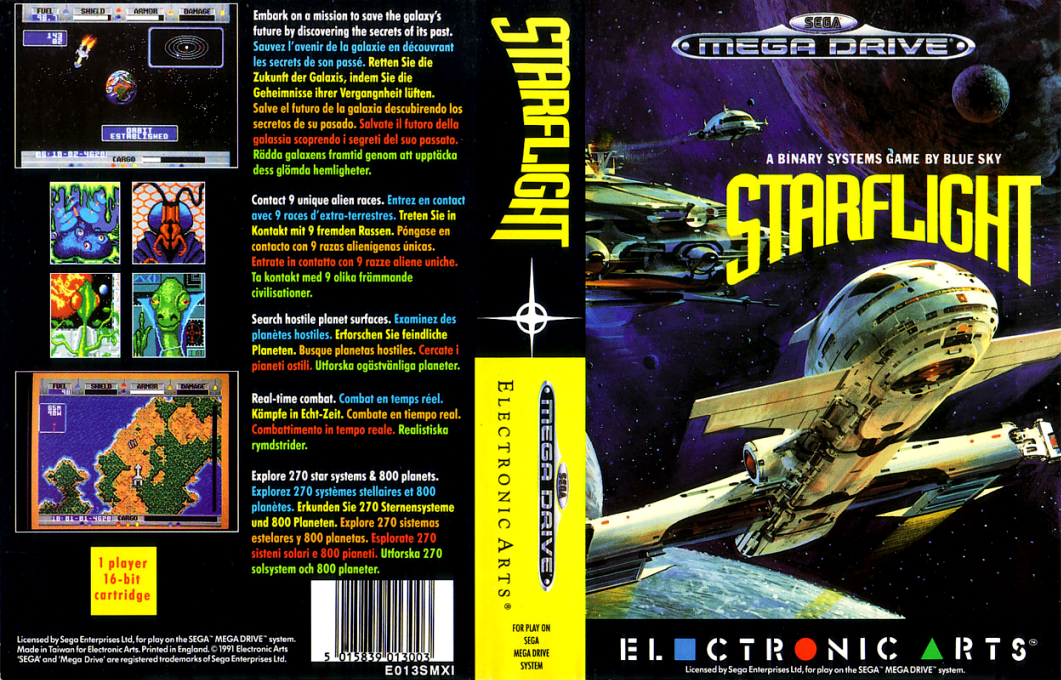 FUEL SHIELD ARMOR DAMAGE
143
82
ORBIT
ESTABLISHED
CARGO
Embark on a mission to save the galaxy's
future by discovering the secrets of its past.
Sauvez l'avenir de la galaxie en découvrant
les secrets de son passé. Retten Sie die
Zukunft der Galaxis, indem Sie die
Geheimnisse ihrer Vergangnheit lüften.
Salve el futuro de la galaxia descubirendo los
secretos de su pasado. Salvate il futoro della
galassia scoprendo i segreti del suo passato.
Rädda galaxens framtid genom att upptäcka
dess glömda hemligheter.
Contact 9 unique alien races. Entrez en contact
avec 9 races d'extra-terrestres. Treten Sie in
Kontakt mit 9 fremden Rassen. Póngase en
contacto con 9 razas alienígenas únicas.
Entrate in contatto con 9 razze aliene uniche.
Ta kontakt med 9 olika främmande
civilisationer.
Search hostile planet surfaces. Examinez des
planètes hostiles. Erforschen Sie feindliche
Planeten. Busque planetas hostiles. Cercate i
pianeti ostili. Utforska ogästvänliga planeter.
FUEL SHIELD ARMOR DAMAGE
CARGO
Real-time combat. Combat en temps réel.
Kämpfe in Echt-Zeit. Combate en tiempo real.
Combattimento in tempo reale. Realistiska
rymdstrider.
Explore 270 star systems & 800 planets.
Explorez 270 systèmes stellaires et 800
planètes. Erkunden Sie 270 Sternensysteme
und 800 Planeten. Explore 270 sistemas
estelares y 800 planetas. Esplorate 270
sisteni solari e 800 pianeti. Utforska 270
solsystem och 800 planeter.
1 player
16-bit
cartridge
Licensed by Sega Enterprises Ltd, for play on the SEGA™ MEGA DRIVE™ system.
Made in Taiwan for Electronic Arts. Printed in England. © 1991 Electronic Arts
'SEGA' and 'Mega Drive' are registered trademarks of Sega Enterprises Ltd.
5 015839 013003
E013SMXI
STARFLIGHT
ELECTRONIC ARTS®
SEGA
MEGA DRIVE
FOR PLAY ON
SEGA
MEGA DRIVE
SYSTEM
SEGA
MEGA DRIVE
A BINARY SYSTEMS GAME BY BLUE SKY
STARFLIGHT
ELECTRONIC ARTS™
Licensed by Sega Enterprises Ltd, for play on the SEGA™ MEGA DRIVE™ system.